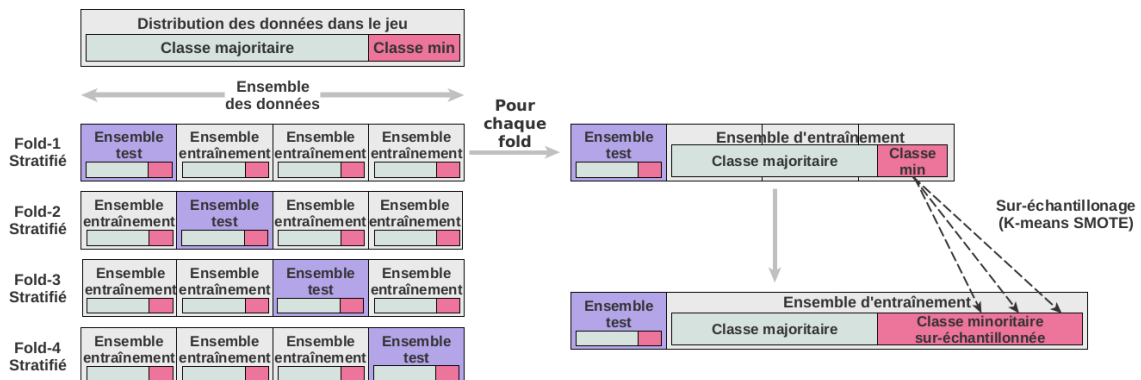 Distribution des données dans le jeu
Classe majoritaire
Classe min
Ensemble
des données
Fold-1
Stratifié
Ensemble
test
Ensemble
entraînement
Ensemble
entraînement
Ensemble
entraînement
Fold-2
Stratifié
Ensemble
entraînement
Ensemble
test
Ensemble
entraînement
Ensemble
entraînement
Fold-3
Stratifié
Ensemble
entraînement
Ensemble
entraînement
Ensemble
test
Ensemble
entraînement
Fold-4
Stratifié
Ensemble
entraînement
Ensemble
entraînement
Ensemble
entraînement
Ensemble
test
Pour
chaque
fold
Ensemble
test
Ensemble d'entraînement
Classe majoritaire
Classe
min
Sur-échantillonage
(K-means SMOTE)
Ensemble
test
Ensemble d'entraînement
Classe majoritaire
Classe minoritaire
sur-échantillonnée